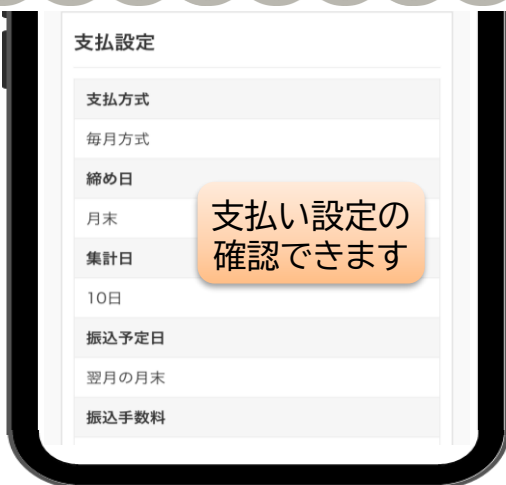 支払設定
支払方式
毎月方式
締め日
月末
支払い設定の
確認できます
集計日
10日
振込予定日
翌月の月末
振込手数料